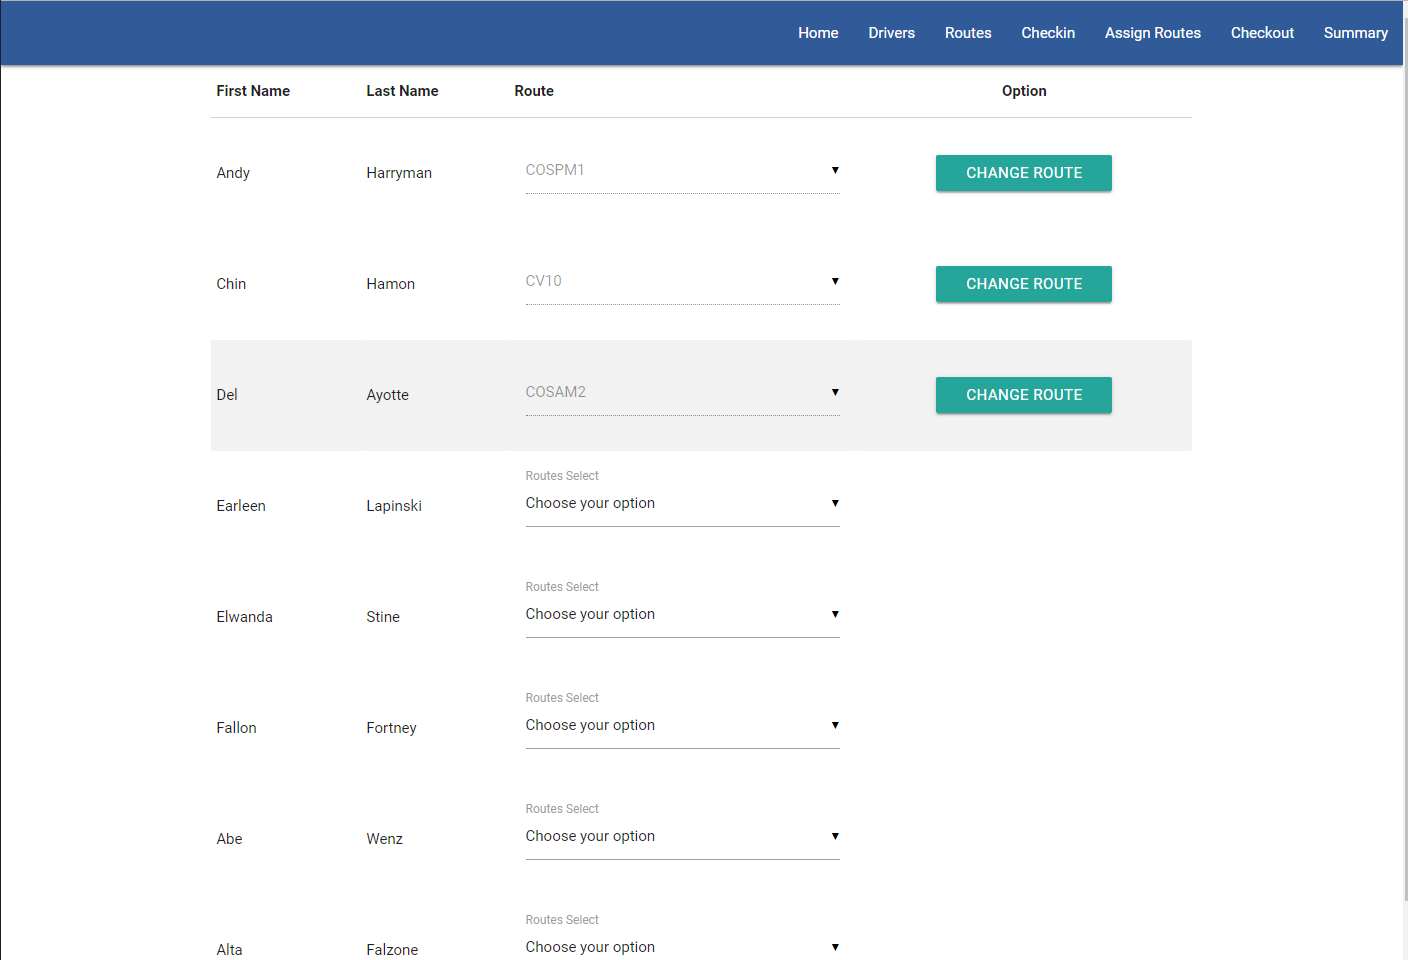 Home Drivers Routes Checkin Assign Routes Checkout Summary
First Name Last Name Route Option
Andy Harryman COSPM1 CHANGE ROUTE
Chin Hamon CV10 CHANGE ROUTE
Del Ayotte COSAM2 CHANGE ROUTE
Routes Select
Earleen Lapinski Choose your option
Routes Select
Elwanda Stine Choose your option
Routes Select
Fallon Fortney Choose your option
Routes Select
Abe Wenz Choose your option
Routes Select
Alta Falzone Choose your option